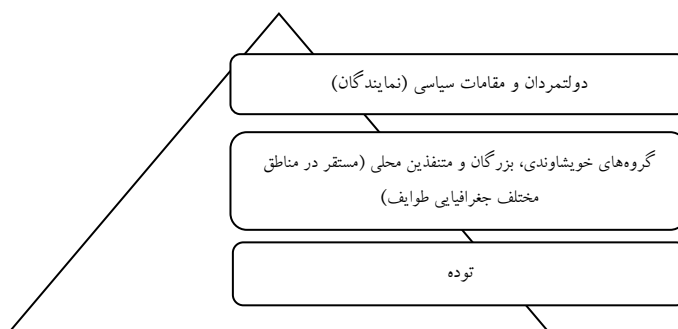 دولتمردان و مقامات سیاسی (نمایندگان)
گروه‌های خویشاوندی، بزرگان و متنفذین محلی (مستقر در مناطق
مختلف جغرافیایی طوایف)
توده